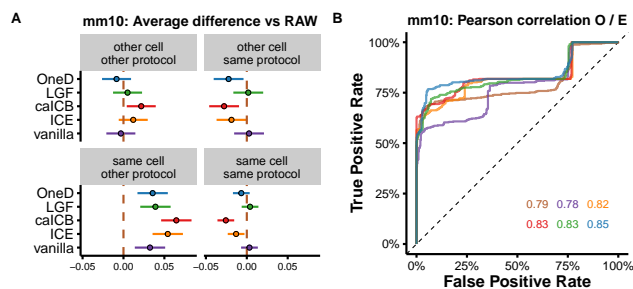 A
mm10: Average difference vs RAW
other cell
other protocol
other cell
same protocol
OneD
LGF
caICB
ICE
vanilla
same cell
other protocol
same cell
same protocol
OneD
LGF
caICB
ICE
vanilla
−0.05 0.00 0.05 −0.05 0.00 0.05
B
mm10: Pearson correlation O / E
True Positive Rate
100%
75%
50%
25%
0%
0.79 0.78 0.82
0.83 0.83 0.85
0% 25% 50% 75% 100%
False Positive Rate